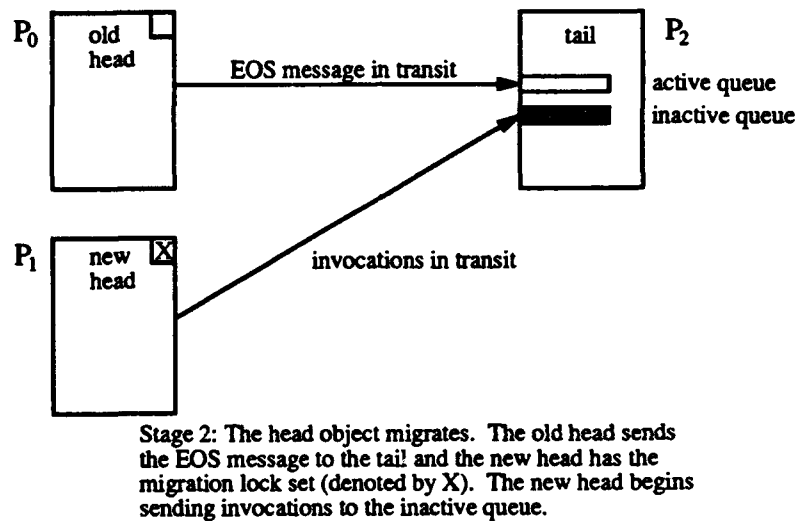 P0
old
head
EOS message in transit
tail
P2
active queue
inactive queue
P1
new
head
X
invocations in transit
Stage 2: The head object migrates. The old head sends
the EOS message to the tail and the new head has the
migration lock set (denoted by X). The new head begins
sending invocations to the inactive queue.